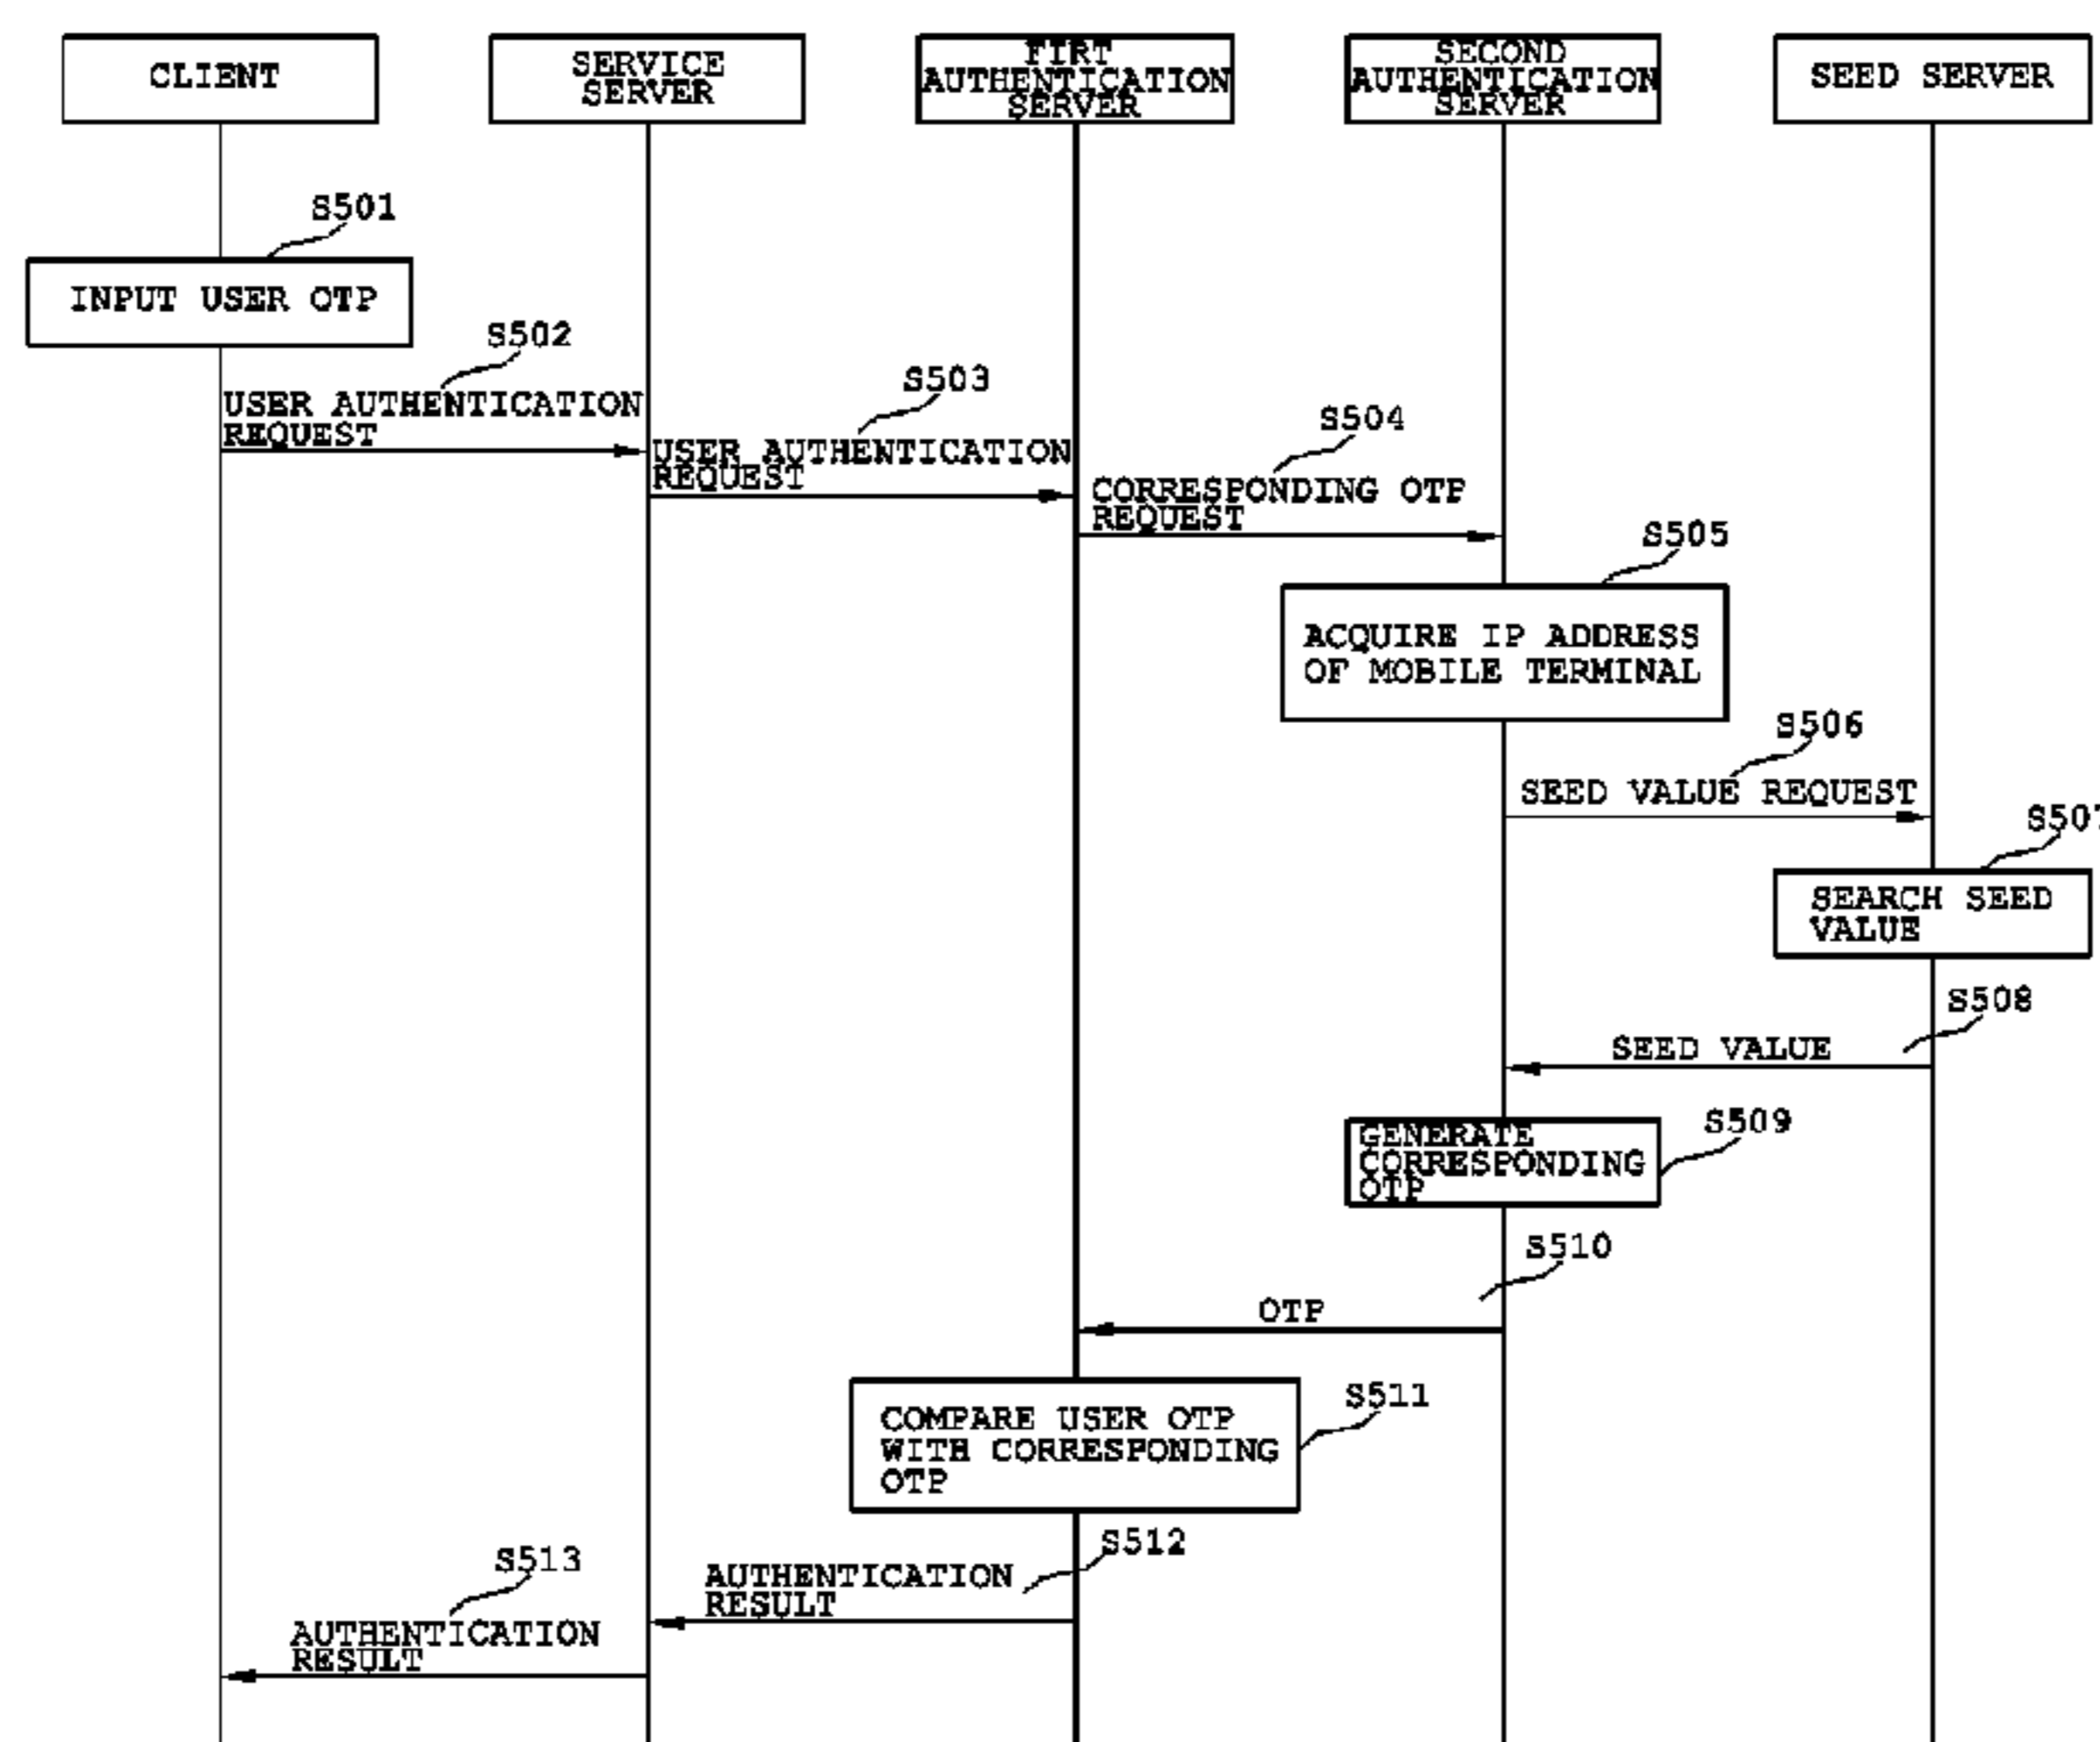 CLIENT
SERVICE
SERVER
FIRT
AUTHENTICATION
SERVER
SECOND
AUTHENTICATION
SERVER
SEED SERVER
S501
INPUT USER OTP
S502
USER AUTHENTICATION
REQUEST
S503
USER AUTHENTICATION
REQUEST
S504
CORRESPONDING OTP
REQUEST
S505
ACQUIRE IP ADDRESS
OF MOBILE TERMINAL
S506
SEED VALUE REQUEST
S507
SEARCH SEED
VALUE
S508
SEED VALUE
S509
GENERATE
CORRESPONDING
OTP
S510
OTP
S511
COMPARE USER OTP
WITH CORRESPONDING
OTP
S512
AUTHENTICATION
RESULT
S513
AUTHENTICATION
RESULT